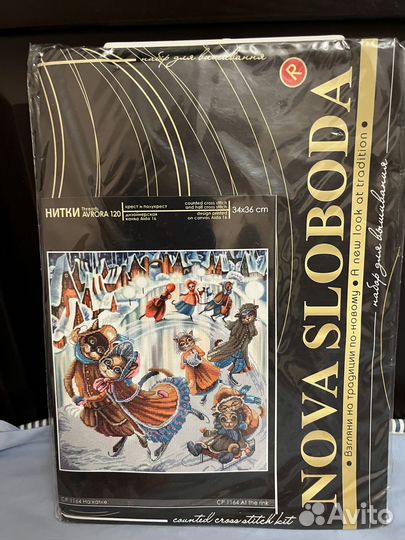 набор для вышивания
R
НИТКИ
Threads
AVRORA 120
крест и полукрест
дизайнерская
канва Aida 16
counted cross stitch
and half cross stitch
design printed
on canvas Aida 16
34x36 cm
NOVA SLOBODA
• Взгляни на традиции по-новому • A new look at tradition •
набор для вышивания
СР 1164 На катке
CP 1164 At the rink
counted cross stitch kit
Avito